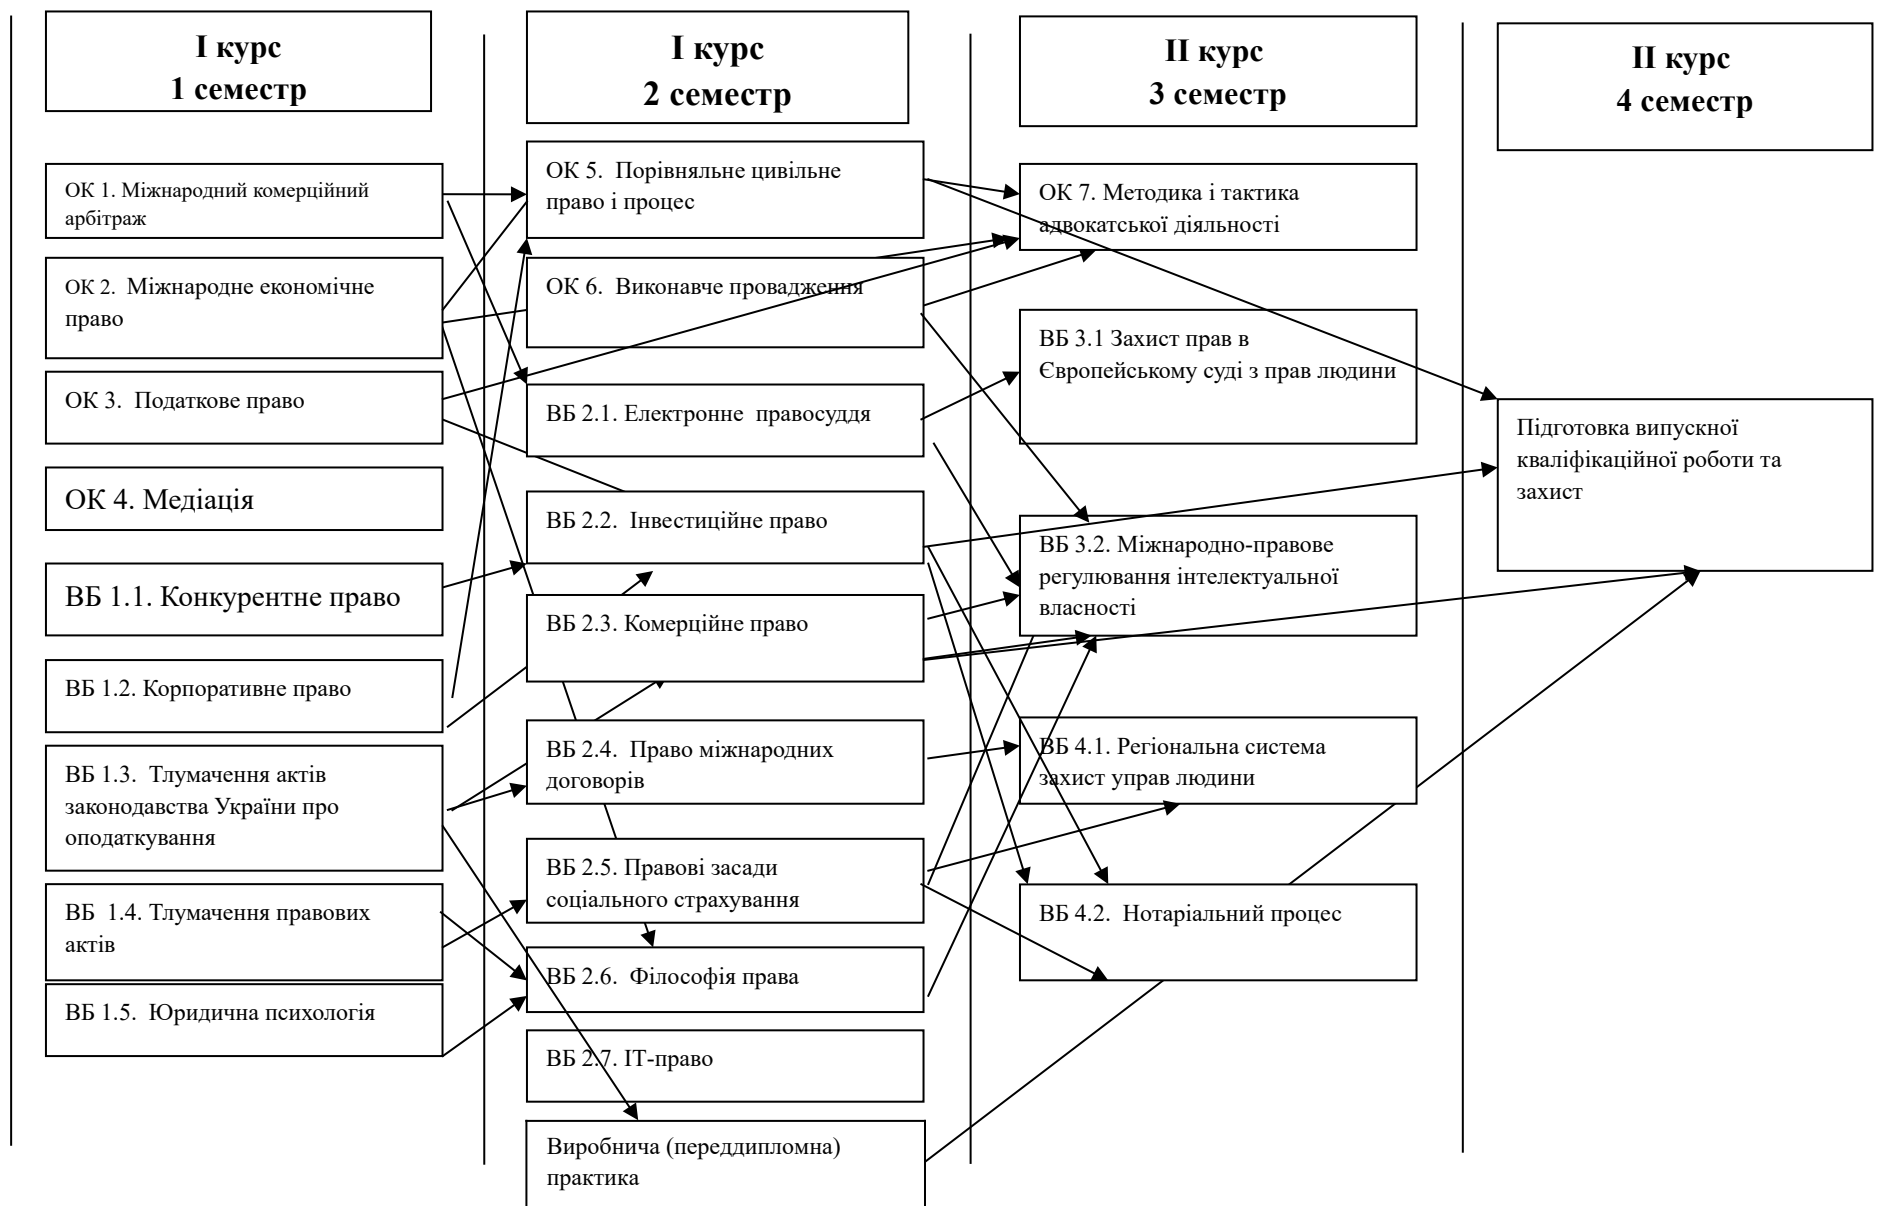 І курс
1 семестр
ОК 1. Міжнародний комерційний
арбітраж
ОК 2. Міжнародне економічне
право
ОК 3. Податкове право
ОК 4. Медіація
ВБ 1.1. Конкурентне право
ВБ 1.2. Корпоративне право
ВБ 1.3. Тлумачення актів
законодавства України про
оподаткування
ВБ 1.4. Тлумачення правових
актів
ВБ 1.5. Юридична психологія
І курс
2 семестр
ОК 5. Порівняльне цивільне
право і процес
ОК 6. Виконавче провадження
ВБ 2.1. Електронне правосуддя
ВБ 2.2. Інвестиційне право
ВБ 2.3. Комерційне право
ВБ 2.4. Право міжнародних
договорів
ВБ 2.5. Правові засади
соціального страхування
ВБ 2.6. Філософія права
ВБ 2.7. ІТ-право
Виробнича (переддипломна)
практика
ІІ курс
3 семестр
ОК 7. Методика і тактика
адвокатської діяльності
ВБ 3.1 Захист прав в
Європейському суді з прав людини
ВБ 3.2. Міжнародно-правове
регулювання інтелектуальної
власності
ВБ 4.1. Регіональна система
захист управ людини
ВБ 4.2. Нотаріальний процес
ІІ курс
4 семестр
Підготовка випускної
кваліфікаційної роботи та
захист